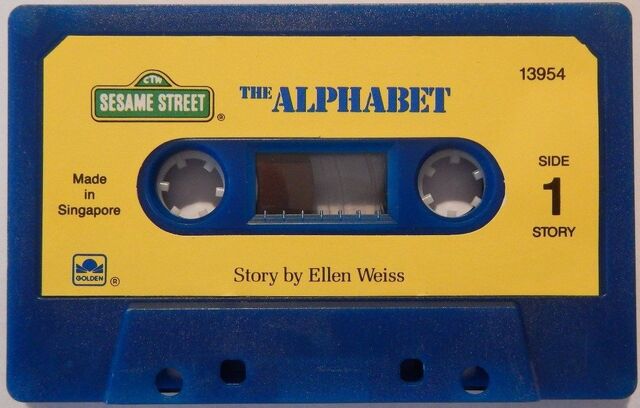 13954
CTW
SESAME STREET ®
THE ALPHABET
Made
in
Singapore
SIDE
1
STORY
GOLDEN ®
Story by Ellen Weiss